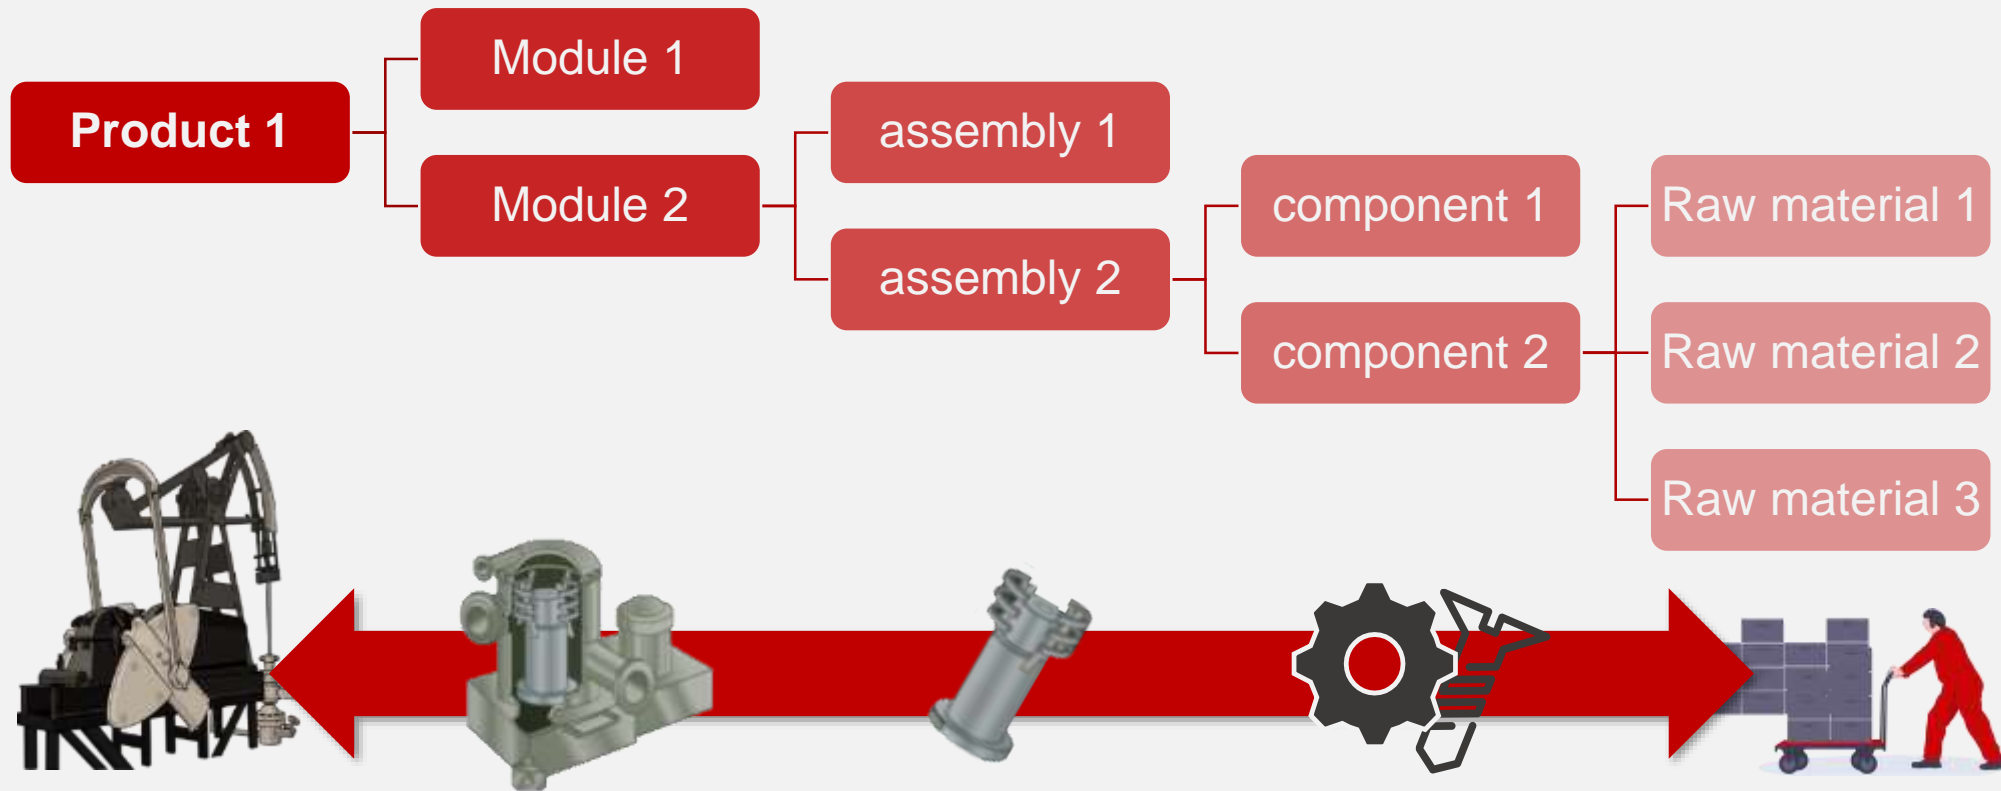 Product 1
Module 1
Module 2
assembly 1
assembly 2
component 1
component 2
Raw material 1
Raw material 2
Raw material 3